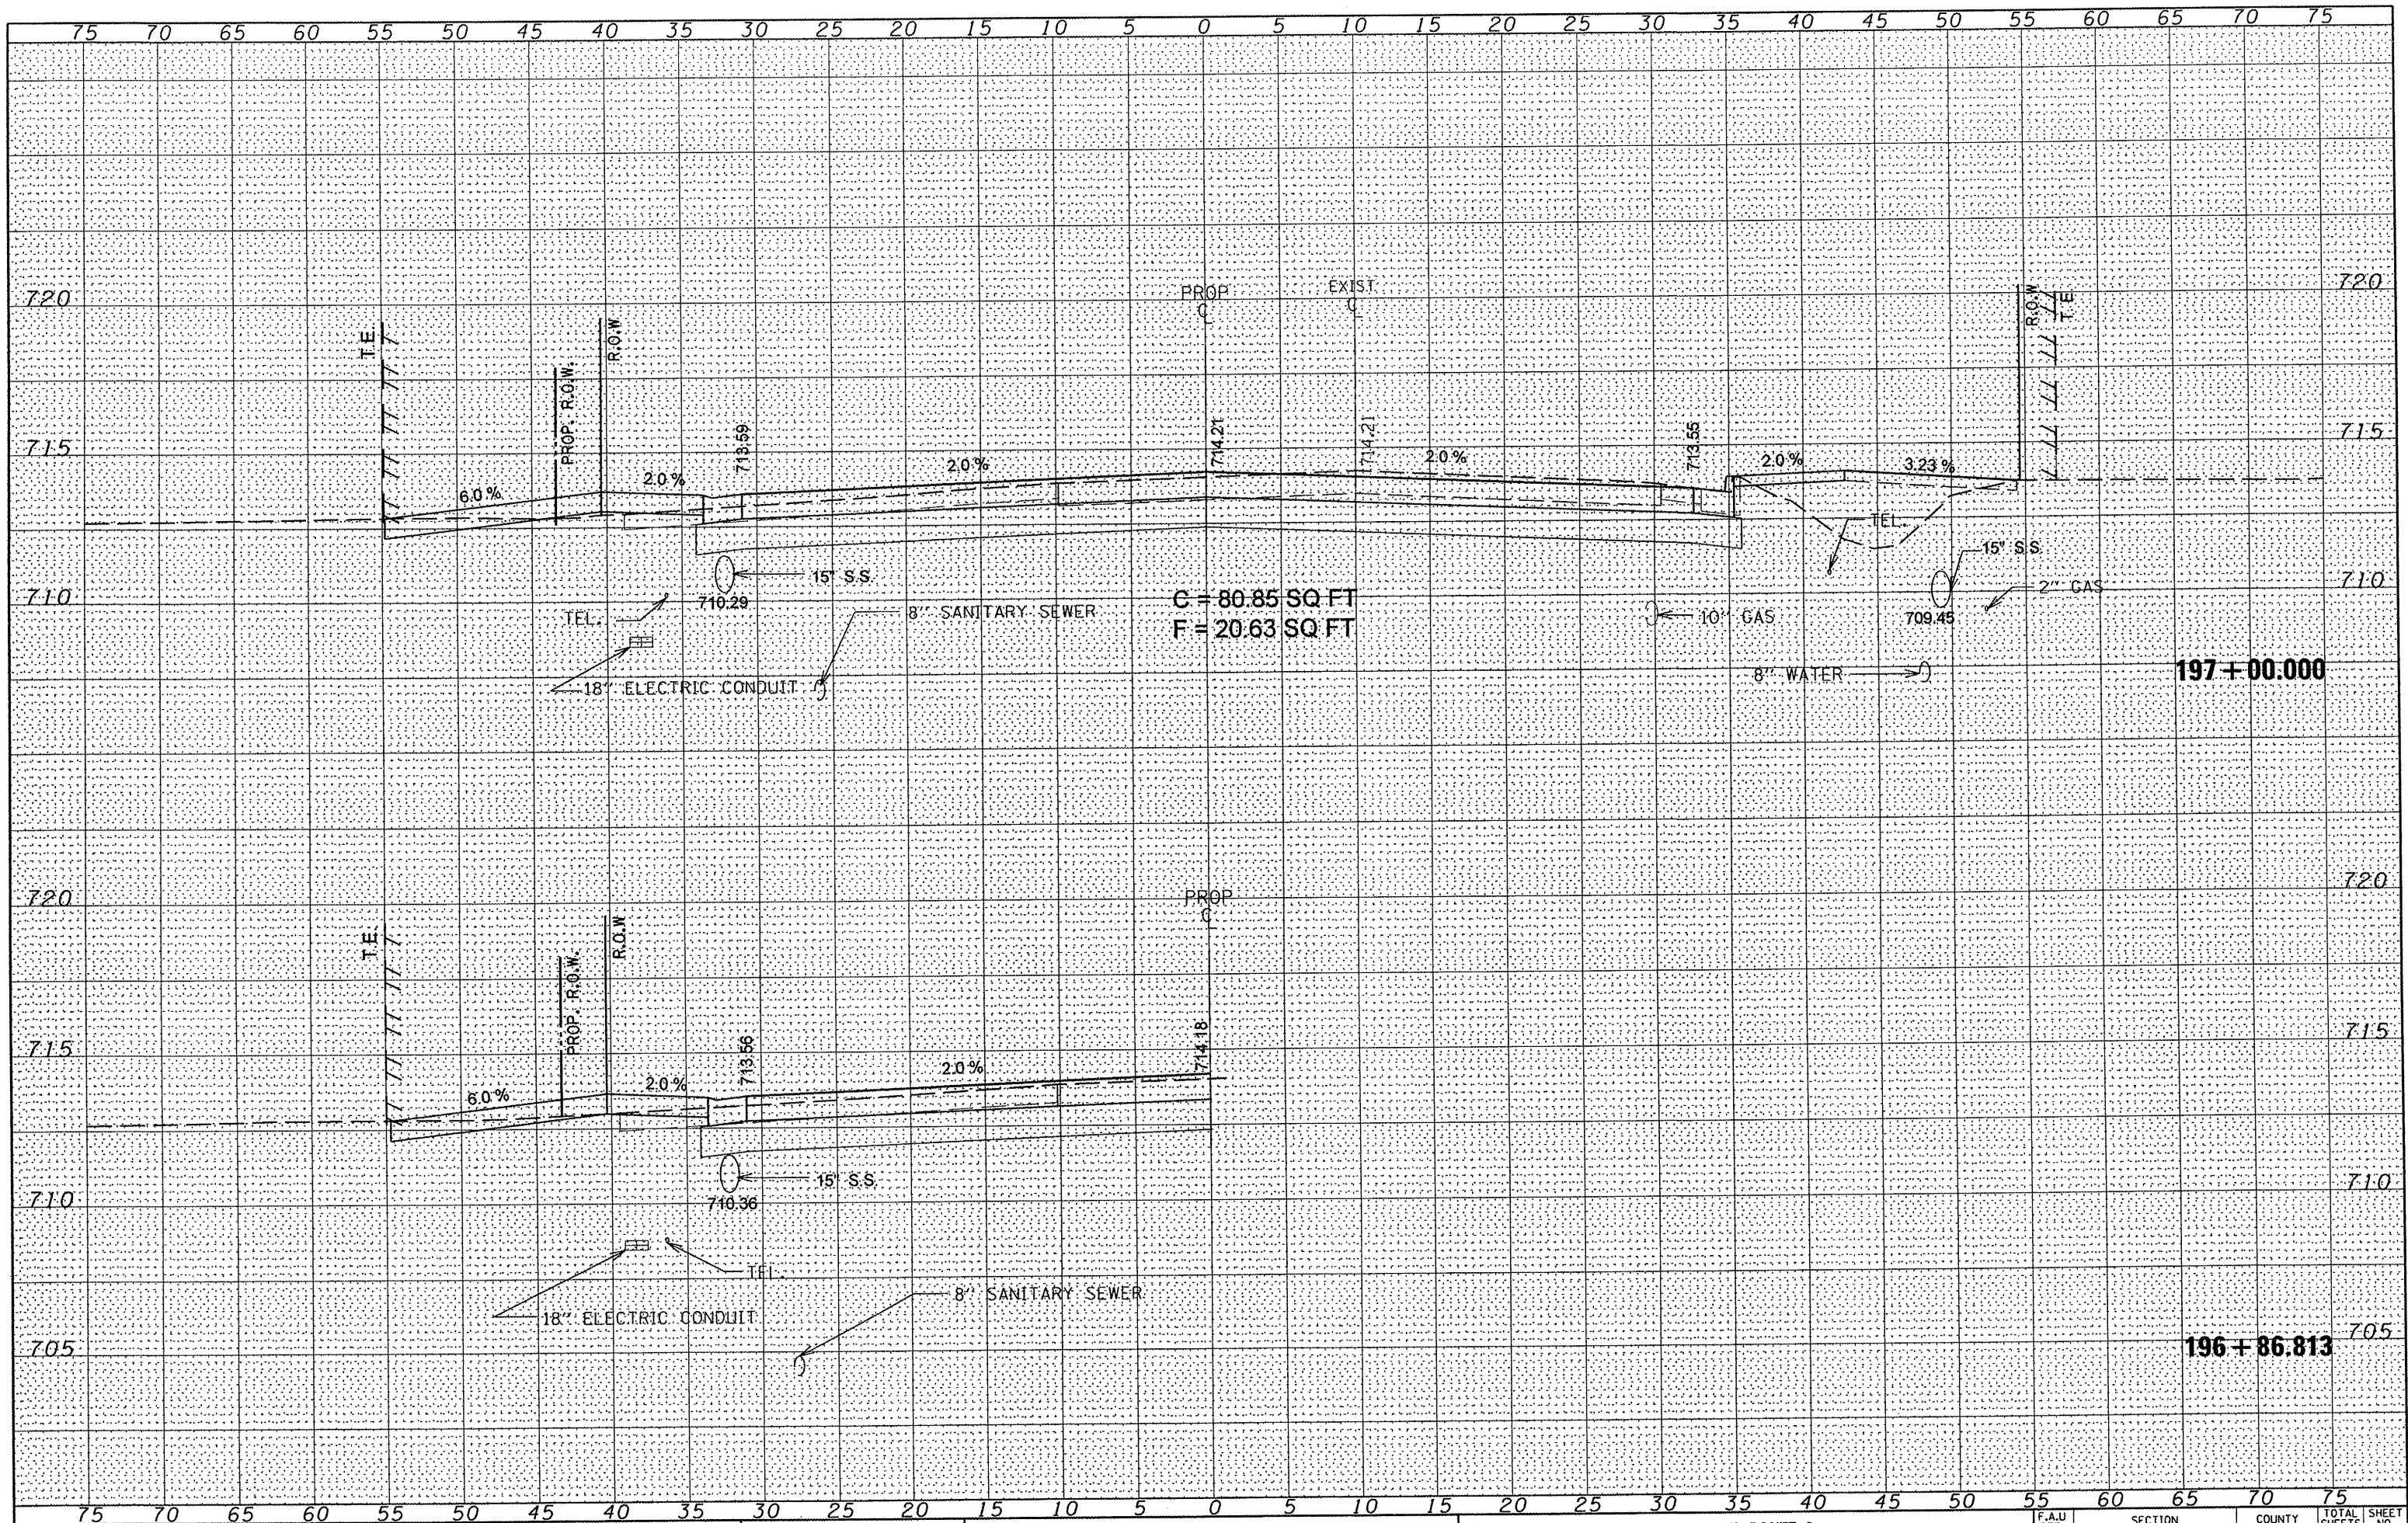 75 70 65 60 55 50 45 40 35 30 25 20 15 10 5 0 5 10 15 20 25 30 35 40 45 50 55 60 65 70 75
720 720
PROP
EXIST
T.E.
PROP. R.O.W.
R.O.W
R.O.W
T.E.
715 715
6.0 %
2.0 %
713.59
2.0 %
714.21
714.21
2.0 %
713.55
2.0 %
3.23 %
TEL.
15" S.S.
15" S.S.
710 710
710.29
2" GAS
TEL.
8" SANITARY SEWER
C = 80.85 SQ FT
10" GAS
709.45
F = 20.63 SQ FT
8" WATER
197 + 00.000
18" ELECTRIC CONDUIT
720 720
PROP
T.E.
PROP. R.O.W.
R.O.W
715 715
6.0 %
2.0 %
713.56
2.0 %
714.18
15" S.S.
710 710
710.36
TEL.
8" SANITARY SEWER
18" ELECTRIC CONDUIT
705 705
196 + 86.813
75 70 65 60 55 50 45 40 35 30 25 20 15 10 5 0 5 10 15 20 25 30 35 40 45 50 55 60 65 70 75
F.A.U SECTION COUNTY TOTAL SHEETS SHEET NO.